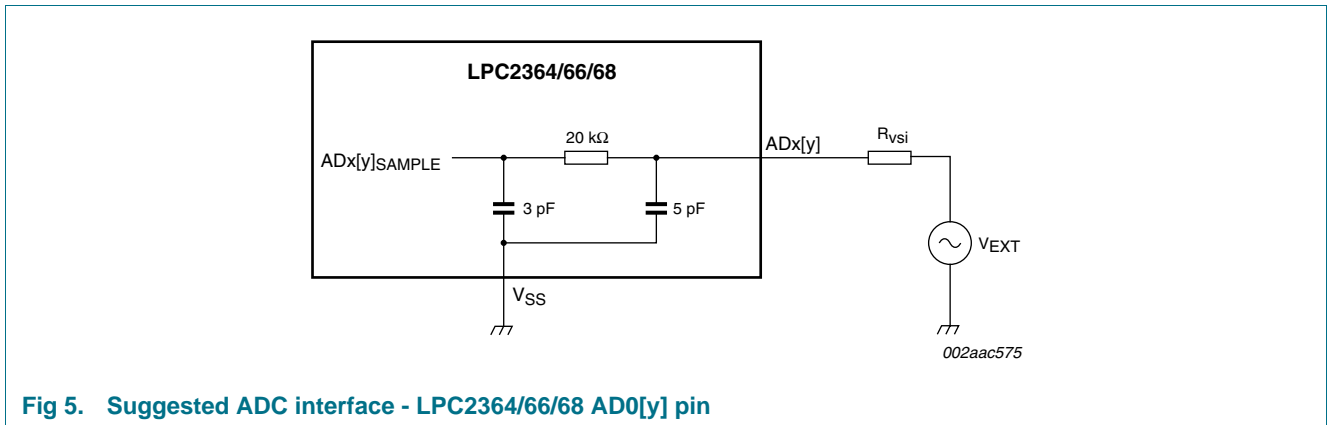 LPC2364/66/68
20 kΩ
ADx[y]
Rvsi
ADx[y]SAMPLE
3 pF
5 pF
VEXT
VSS
002aac575
Fig 5. Suggested ADC interface - LPC2364/66/68 AD0[y] pin